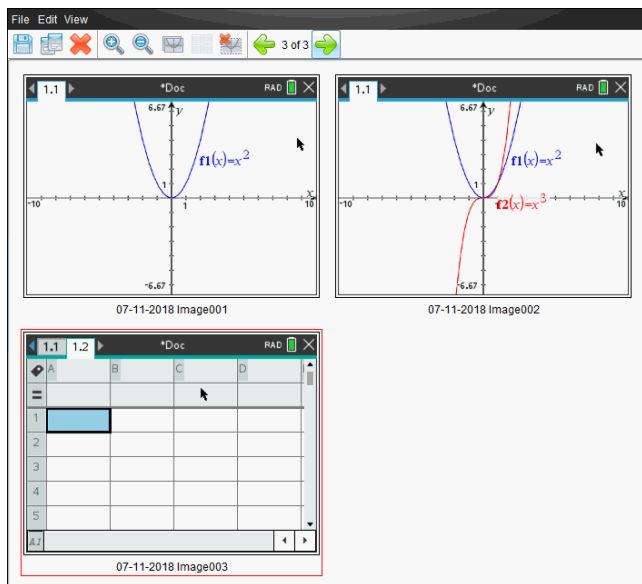 File Edit View
3 of 3
1.1 *Doc RAD
6.67 y
f1(x)=x²
1
x
-10 1 10
-6.67
07-11-2018 Image001
1.1 *Doc RAD
6.67 y
f1(x)=x²
1
x
f2(x)=x³
-10 10
-6.67
07-11-2018 Image002
1.1 1.2 *Doc RAD
A B C D
=
1
2
3
4
5
A1
07-11-2018 Image003